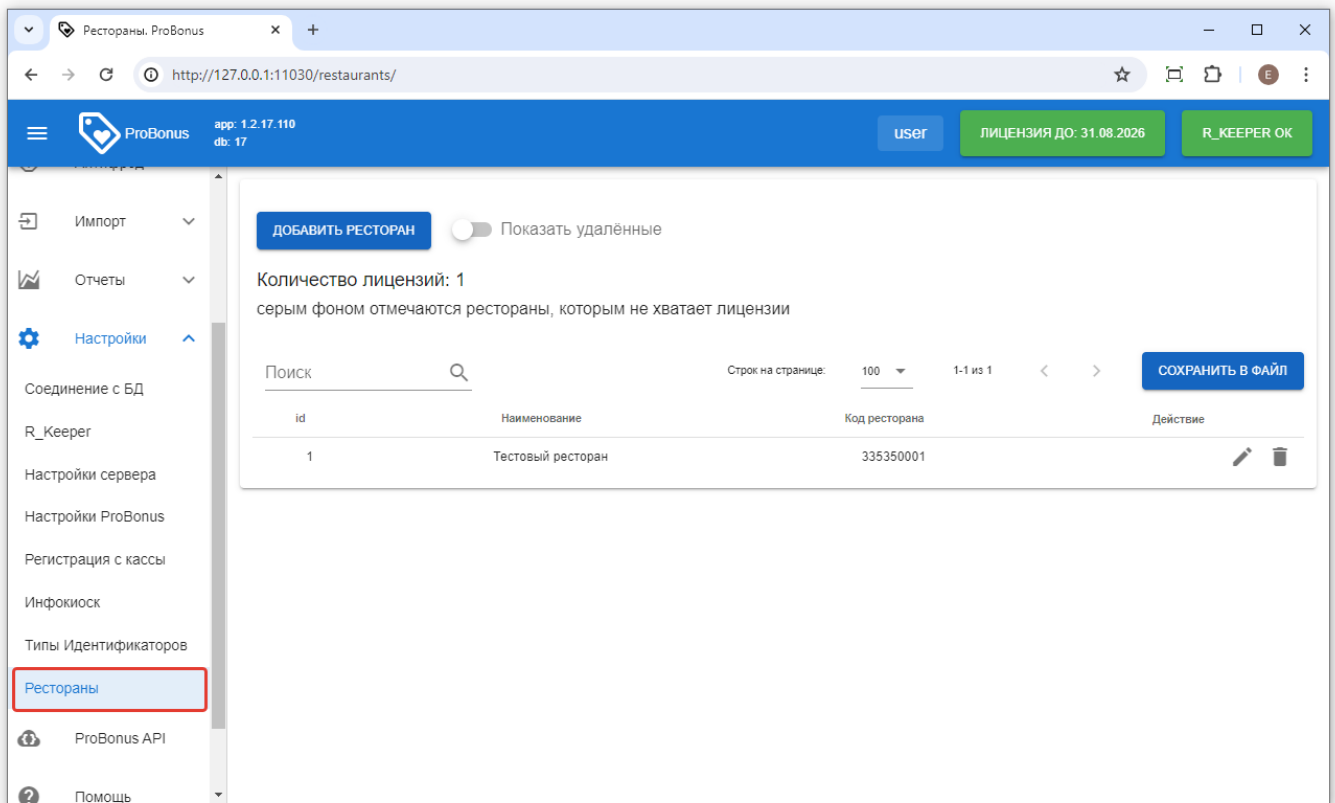 Рестораны. ProBonus
http://127.0.0.1:11030/restaurants/
E
ProBonus
app: 1.2.17.110
db: 17
user
ЛИЦЕНЗИЯ ДО: 31.08.2026
R_KEEPER OK
Импорт
Отчеты
Настройки
Соединение с БД
R_Keeper
Настройки сервера
Настройки ProBonus
Регистрация с кассы
Инфокиоск
Типы Идентификаторов
Рестораны
ProBonus API
Помощь
ДОБАВИТЬ РЕСТОРАН
Показать удалённые
Количество лицензий: 1
серым фоном отмечаются рестораны, которым не хватает лицензии
Поиск
Строк на странице: 100 1-1 из 1
СОХРАНИТЬ В ФАЙЛ
id Наименование Код ресторана Действие
1 Тестовый ресторан 335350001